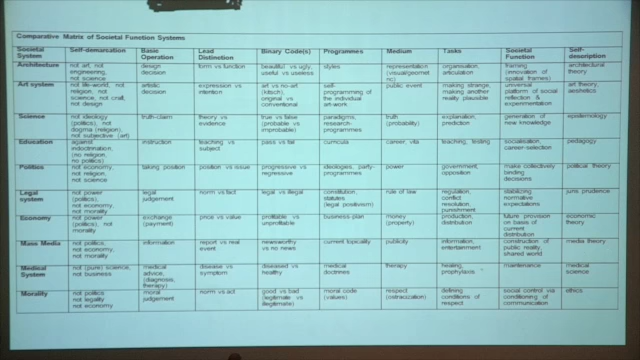 Comparative Matrix of Societal Function Systems
Societal System | Self-demarcation | Basic Operation | Lead Distinction | Binary Code(s) | Programmes | Medium | Tasks | Societal Function | Self-description
Architecture | not art, not engineering, not science | design decision | form vs function | beautiful vs ugly, useful vs useless | styles | representation (visual/geometric) | organisation, articulation | framing (innovation of spatial frames) | architectural theory
Art system | not life-world, not religion, not science, not craft, not design | artistic decision | expression vs intention | art vs no-art (kitsch), original vs conventional | self-programming of the individual art-work | public event | making strange, making another reality plausible | universal platform of social reflection & experimentation | art theory, aesthetics
Science | not ideology (politics), not dogma (religion), not subjective (art) | truth-claim | theory vs evidence | true vs false (probable vs improbable) | paradigms, research-programmes | truth (probability) | explanation, prediction | generation of new knowledge | epistemology
Education | against indoctrination, (no religion, no politics) | instruction | teaching vs subject | pass vs fail | curricula | career, vita | teaching, testing | socialisation, career-selection | pedagogy
Politics | not economy, not religion, not science | taking position | position vs issue | progressive vs regressive | ideologies, party-programmes | power | government, opposition | make collectively binding decisions | political theory
Legal system | not power (politics), not economy, not morality | legal judgement | norm vs fact | legal vs illegal | constitution, statutes (legal positivism) | rule of law | regulation, conflict resolution, punishment | stabilizing normative expectations | juris prudence
Economy | not power (politics), not morality | exchange (payment) | price vs value | profitable vs unprofitable | business-plan | money (property) | production, distribution | future provision on basis of current distribution | economic theory
Mass Media | not politics, not economy, not morality | information | report vs real event | newsworthy vs no news | current topicality | publicity | information, entertainment | construction of public reality, shared world | media theory
Medical System | not (pure) science, not business | medical advice, (diagnosis, therapy) | disease vs symptom | diseased vs healthy | medical doctrines | therapy | healing, prophylaxis | maintenance | medical science
Morality | not politics not legality not economy | moral judgement | norm vs act | good vs bad (legitimate vs illegitimate) | moral code (values) | respect (ostracization) | defining conditions of respect | social control via conditioning of communication | ethics